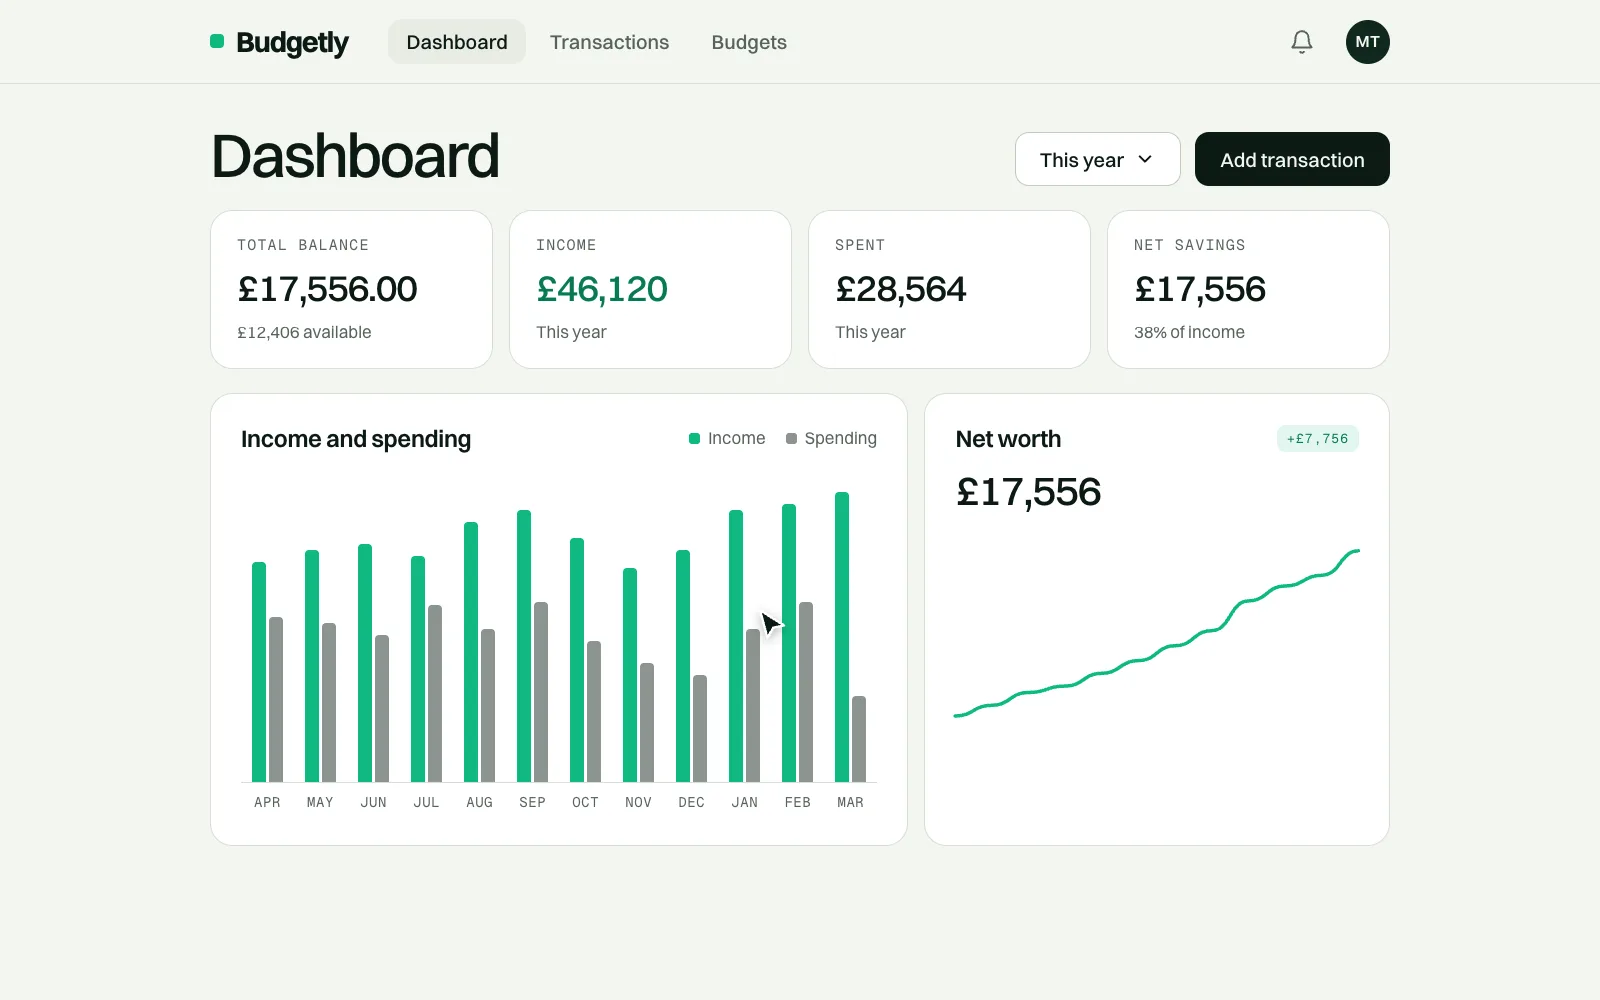 Budgetly
Dashboard
Transactions
Budgets
MT
Dashboard
This year
Add transaction
TOTAL BALANCE
£17,556.00
£12,406 available
INCOME
£46,120
This year
SPENT
£28,564
This year
NET SAVINGS
£17,556
38% of income
Income and spending
Income
Spending
APR MAY JUN JUL AUG SEP OCT NOV DEC JAN FEB MAR
Net worth
+£7,756
£17,556